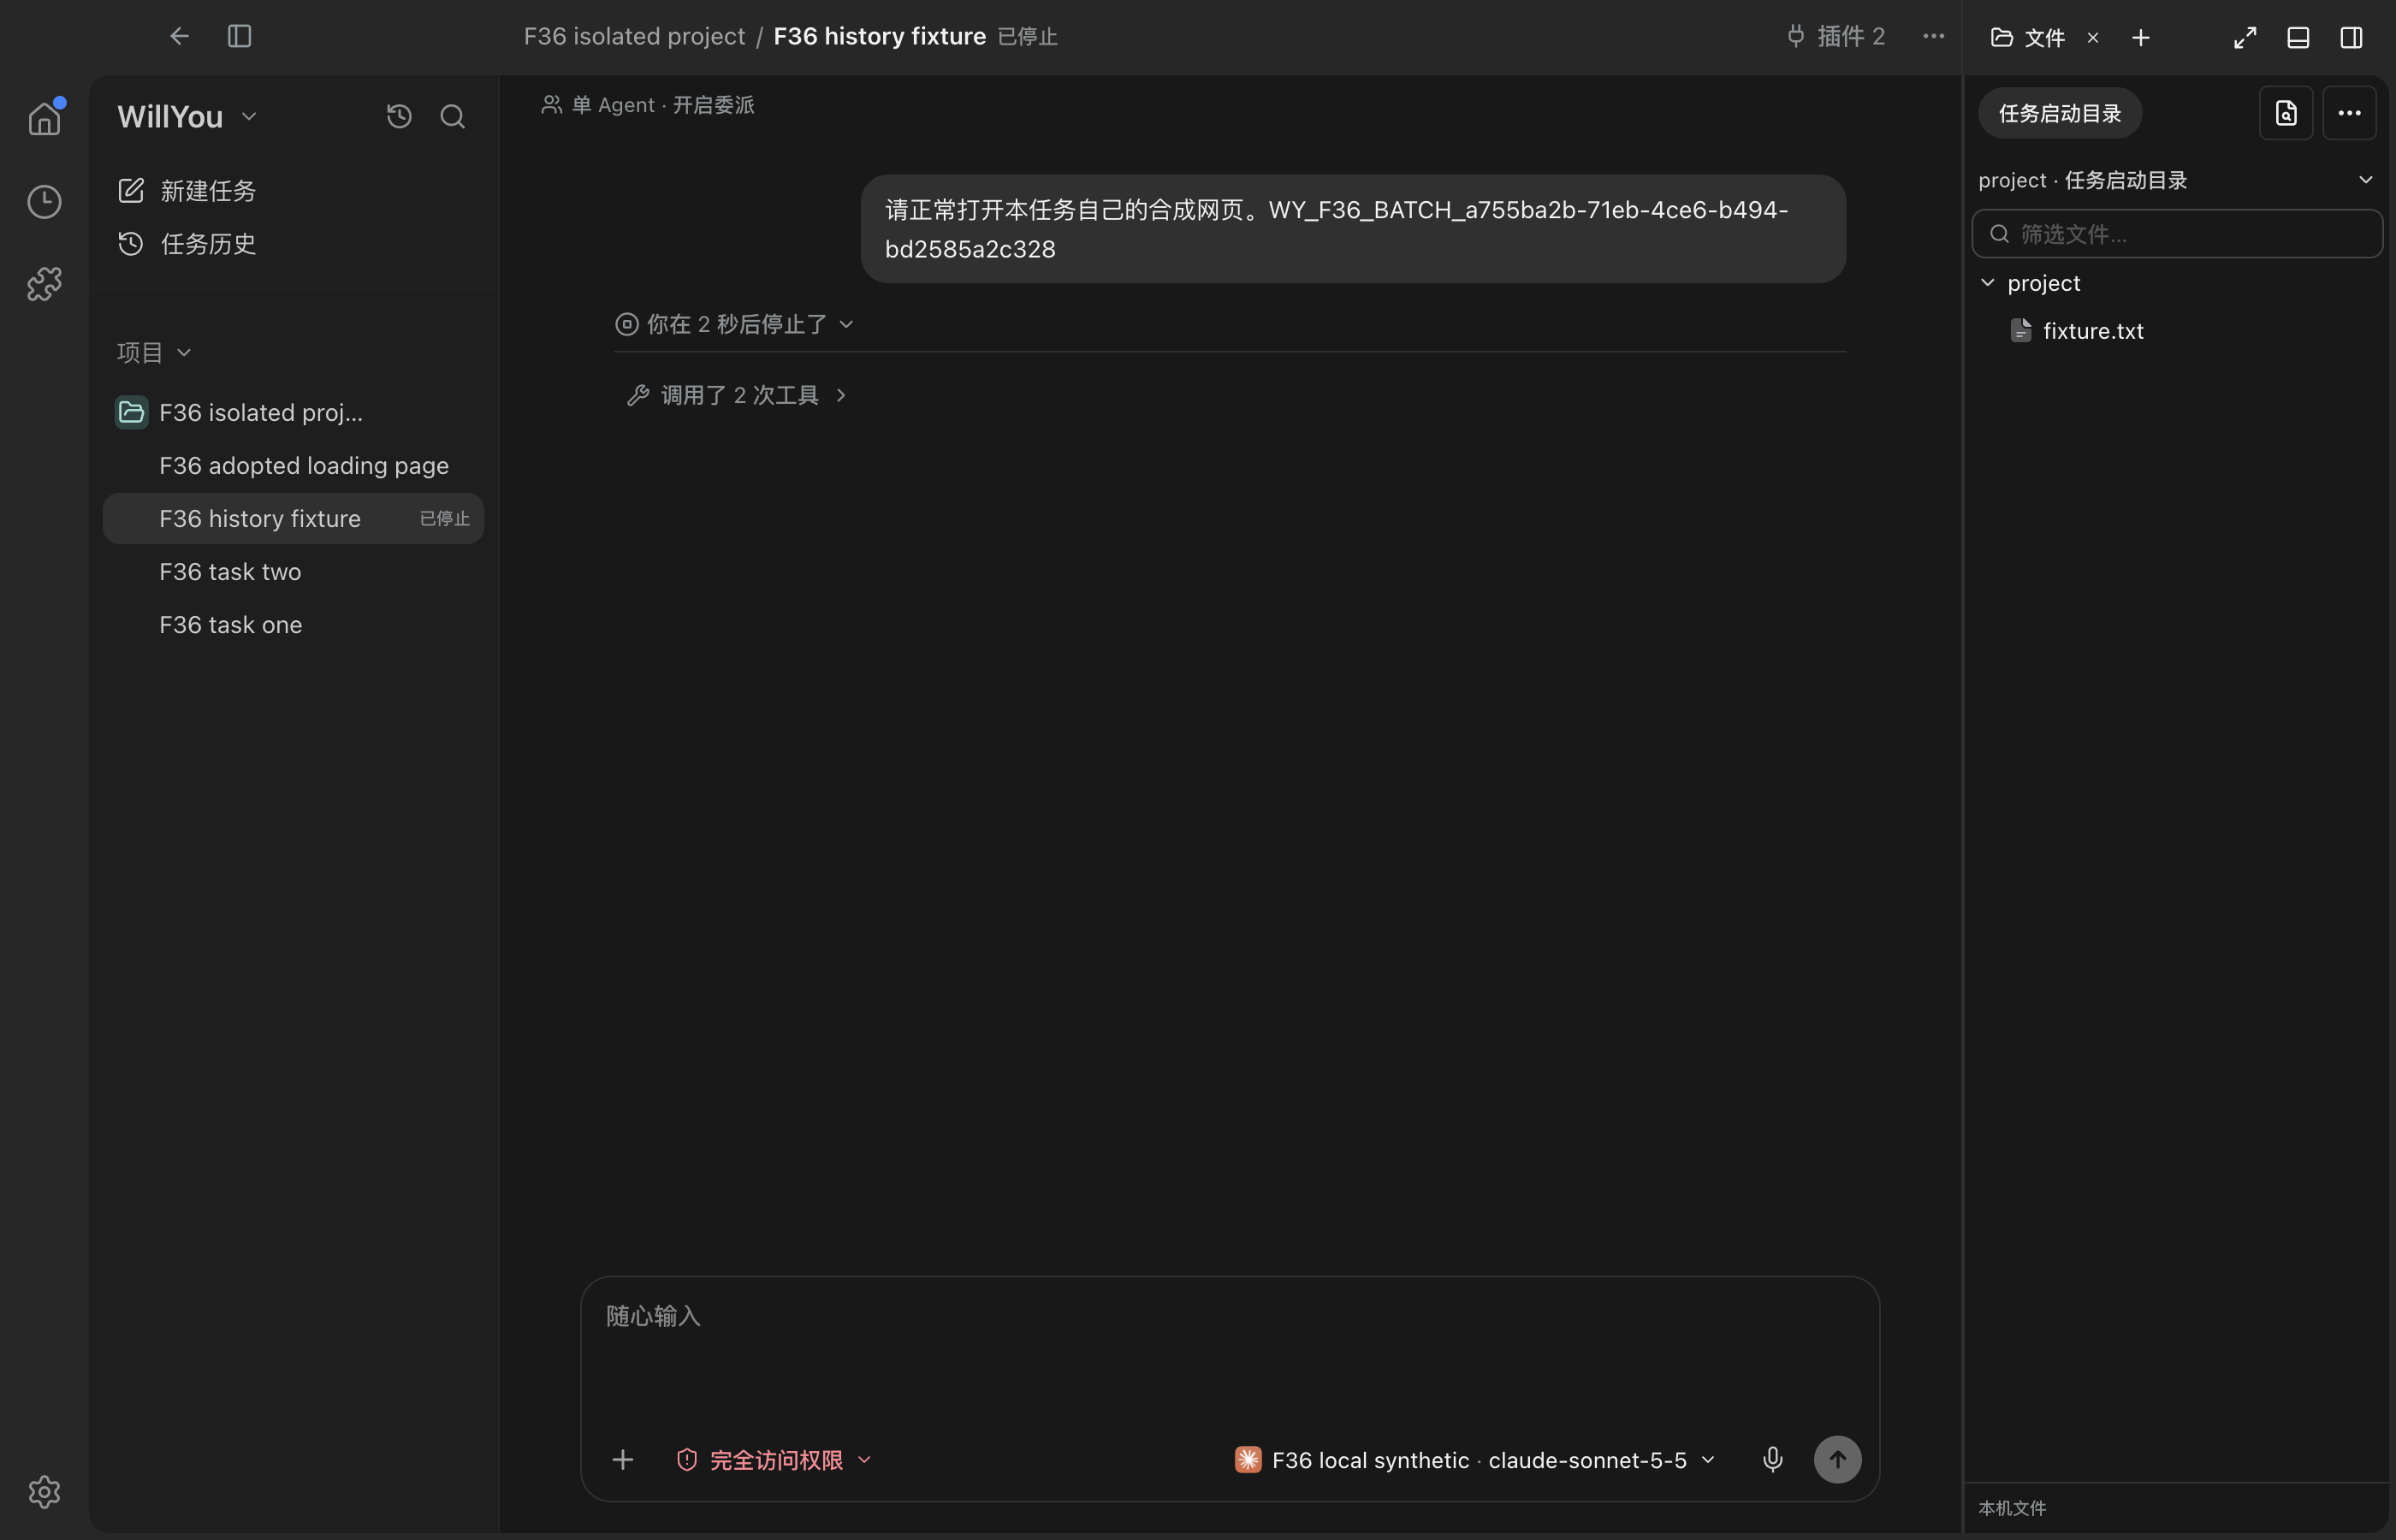 F36 isolated project / F36 history fixture 已停止
插件 2
文件
WillYou
新建任务
任务历史
项目
F36 isolated proj...
F36 adopted loading page
F36 history fixture 已停止
F36 task two
F36 task one
单 Agent · 开启委派
请正常打开本任务自己的合成网页。WY_F36_BATCH_a755ba2b-71eb-4ce6-b494-
bd2585a2c328
你在 2 秒后停止了
调用了 2 次工具
随心输入
完全访问权限
F36 local synthetic · claude-sonnet-5-5
任务启动目录
project · 任务启动目录
筛选文件...
project
fixture.txt
本机文件